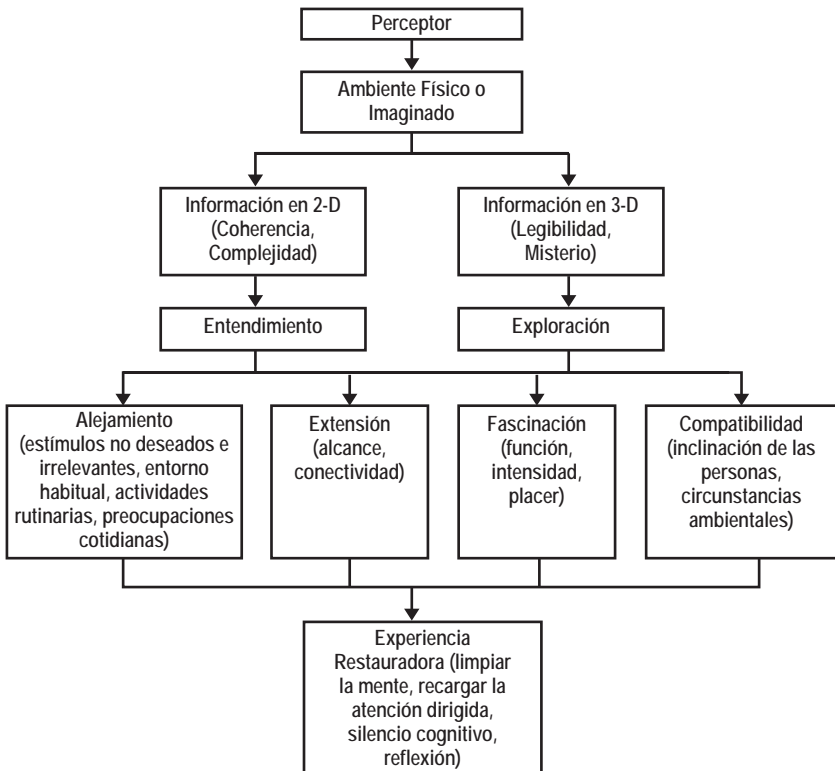 Perceptor
Ambiente Físico o
Imaginado
Información en 2-D
(Coherencia,
Complejidad)
Información en 3-D
(Legibilidad,
Misterio)
Entendimiento
Exploración
Alejamiento
(estímulos no deseados e
irrelevantes, entorno
habitual, actividades
rutinarias, preocupaciones
cotidianas)
Extensión
(alcance,
conectividad)
Fascinación
(función,
intensidad,
placer)
Compatibilidad
(inclinación de las
personas,
circunstancias
ambientales)
Experiencia
Restauradora (limpiar
la mente, recargar la
atención dirigida,
silencio cognitivo,
reflexión)